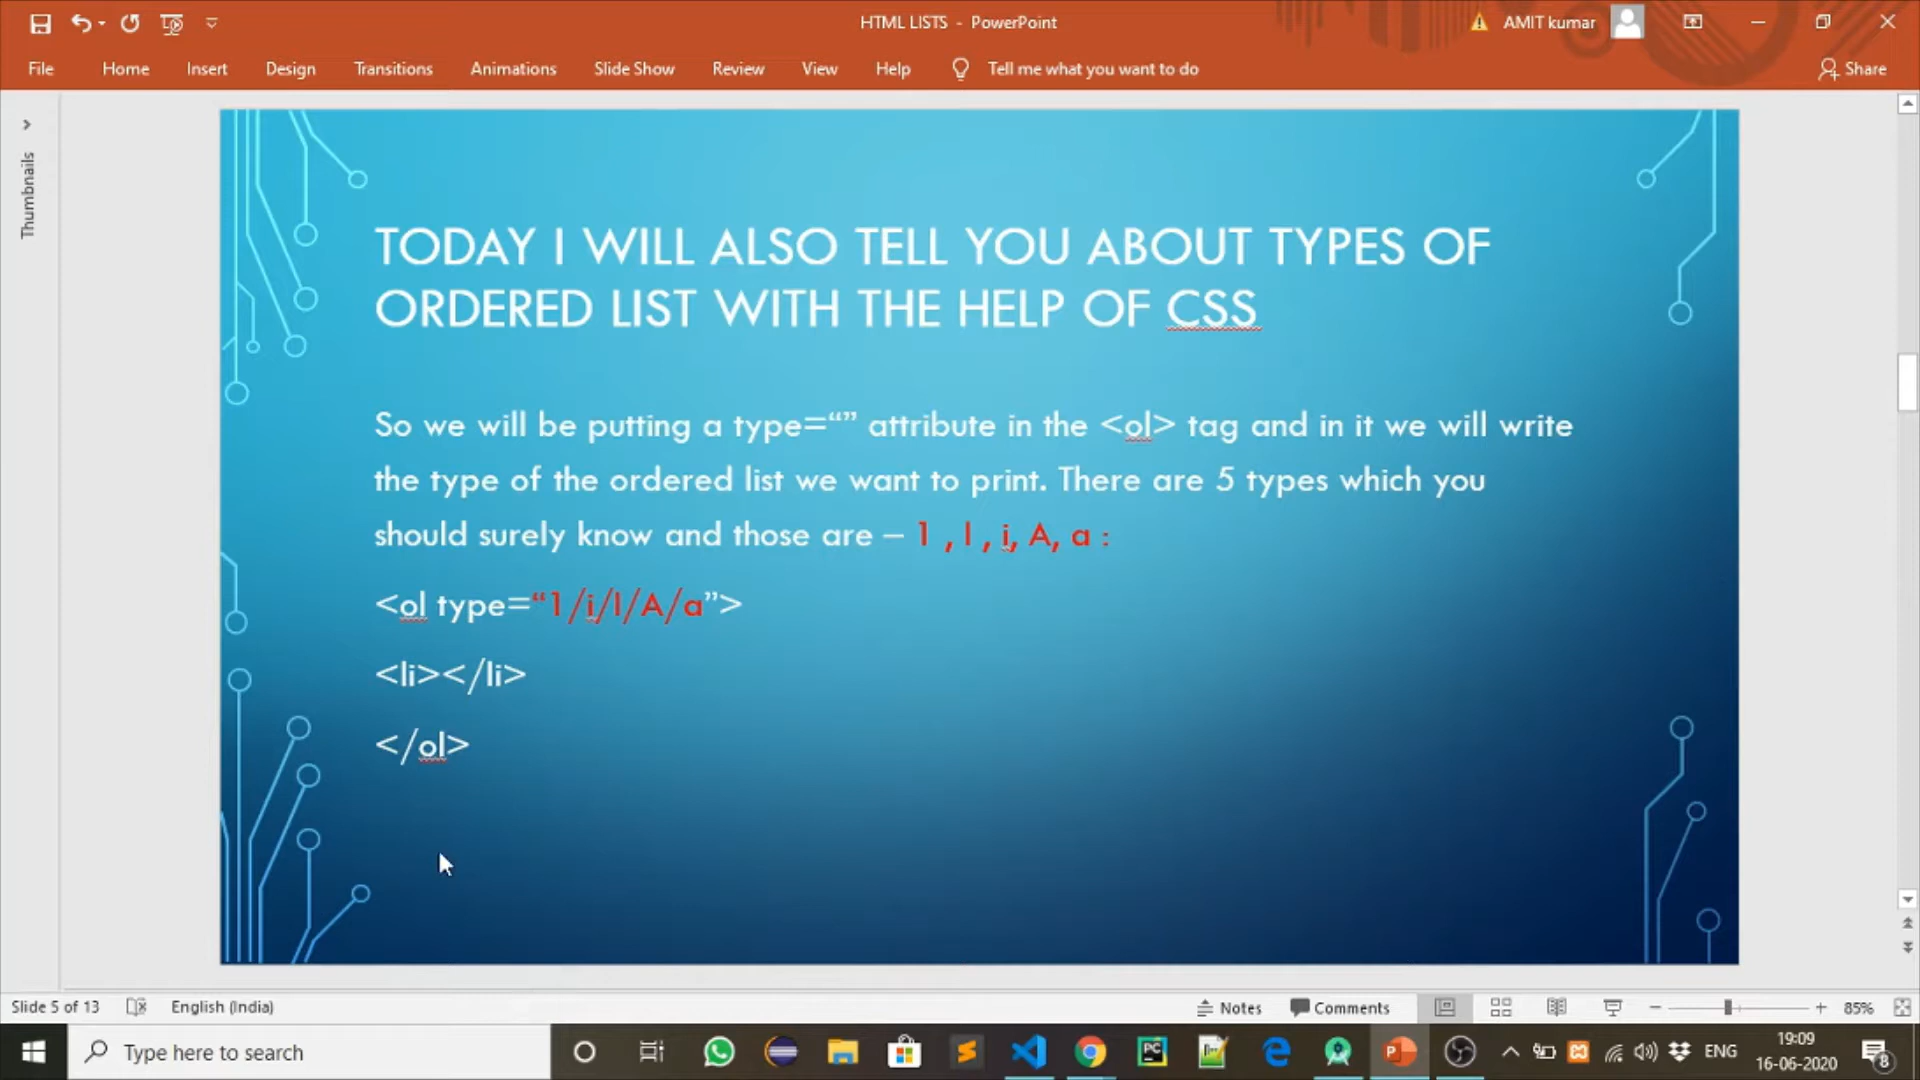 HTML LISTS - PowerPoint
AMIT kumar
File Home Insert Design Transitions Animations Slide Show Review View Help Tell me what you want to do Share
Thumbnails
TODAY I WILL ALSO TELL YOU ABOUT TYPES OF
ORDERED LIST WITH THE HELP OF CSS
So we will be putting a type=“” attribute in the <ol> tag and in it we will write
the type of the ordered list we want to print. There are 5 types which you
should surely know and those are – 1 , I , i, A, a :
<ol type=“1/i/I/A/a”>
<li></li>
</ol>
Slide 5 of 13 English (India) Notes Comments 85%
Type here to search
PC
ENG
19:09
16-06-2020
8